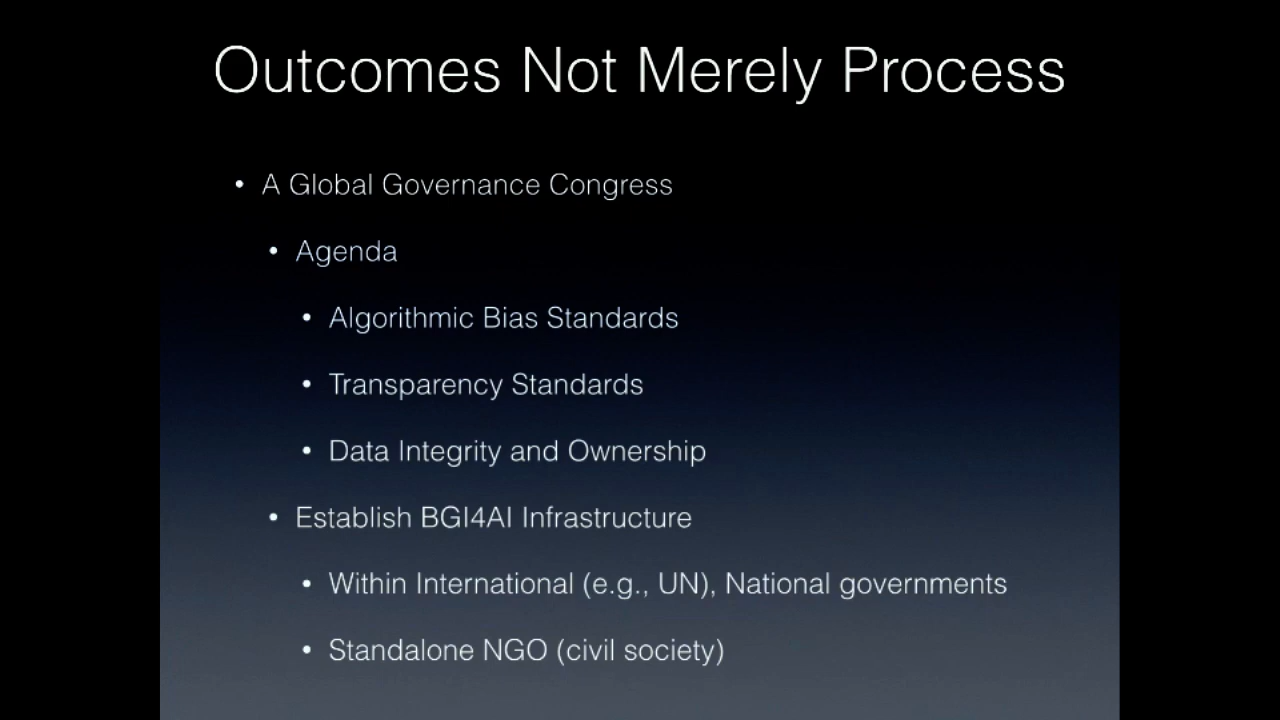 Outcomes Not Merely Process
• A Global Governance Congress
• Agenda
• Algorithmic Bias Standards
• Transparency Standards
• Data Integrity and Ownership
• Establish BGI4AI Infrastructure
• Within International (e.g., UN), National governments
• Standalone NGO (civil society)